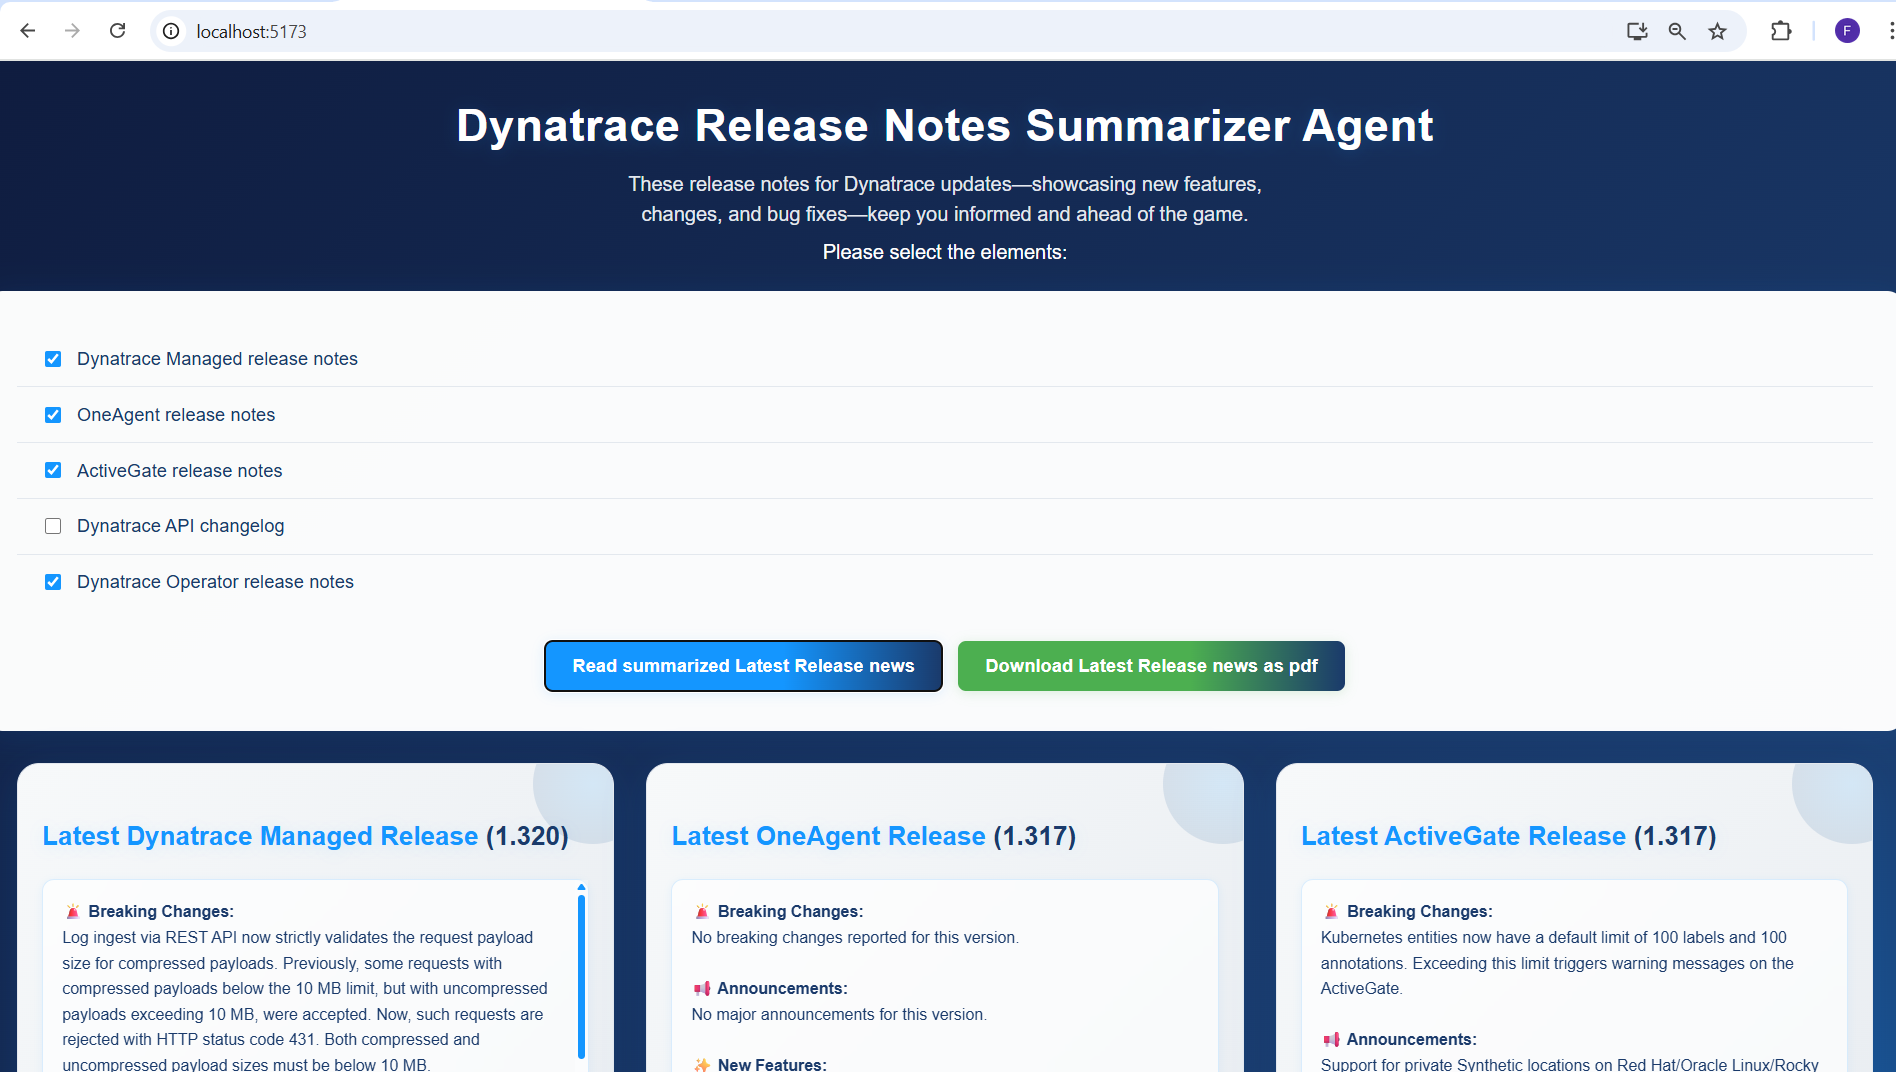 localhost:5173
F
Dynatrace Release Notes Summarizer Agent
These release notes for Dynatrace updates—showcasing new features,
changes, and bug fixes—keep you informed and ahead of the game.
Please select the elements:
Dynatrace Managed release notes
OneAgent release notes
ActiveGate release notes
Dynatrace API changelog
Dynatrace Operator release notes
Read summarized Latest Release news
Download Latest Release news as pdf
Latest Dynatrace Managed Release (1.320)
🚨 Breaking Changes:
Log ingest via REST API now strictly validates the request payload
size for compressed payloads. Previously, some requests with
compressed payloads below the 10 MB limit, but with uncompressed
payloads exceeding 10 MB, were accepted. Now, such requests are
rejected with HTTP status code 431. Both compressed and
uncompressed payload sizes must be below 10 MB.
Latest OneAgent Release (1.317)
🚨 Breaking Changes:
No breaking changes reported for this version.
📢 Announcements:
No major announcements for this version.
✨ New Features:
Latest ActiveGate Release (1.317)
🚨 Breaking Changes:
Kubernetes entities now have a default limit of 100 labels and 100
annotations. Exceeding this limit triggers warning messages on the
ActiveGate.
📢 Announcements:
Support for private Synthetic locations on Red Hat/Oracle Linux/Rocky